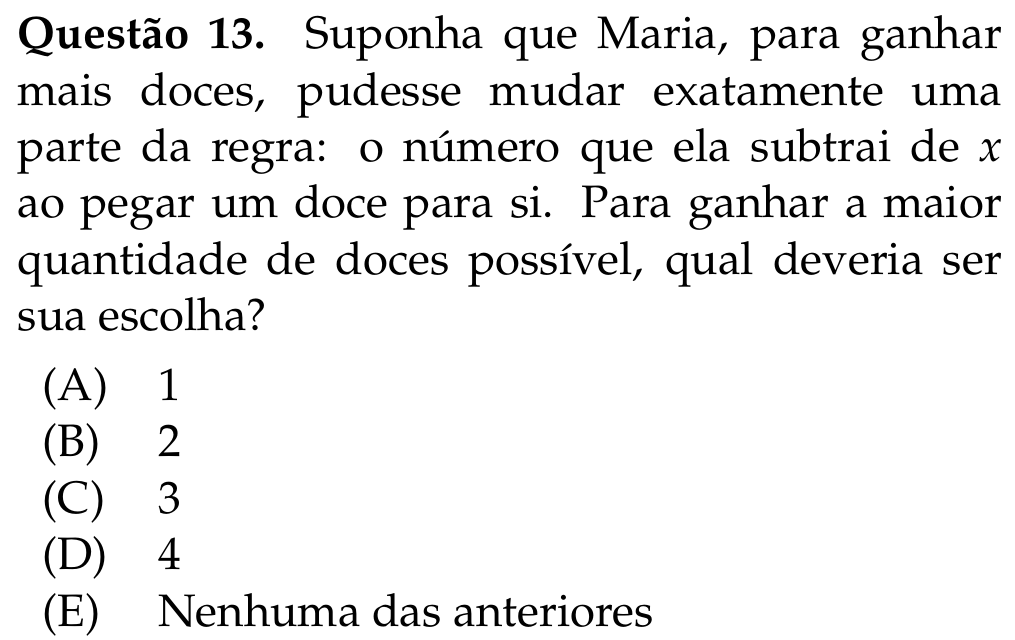 Questão 13. Suponha que Maria, para ganhar
mais doces, pudesse mudar exatamente uma
parte da regra: o número que ela subtrai de x
ao pegar um doce para si. Para ganhar a maior
quantidade de doces possível, qual deveria ser
sua escolha?
(A) 1
(B) 2
(C) 3
(D) 4
(E) Nenhuma das anteriores